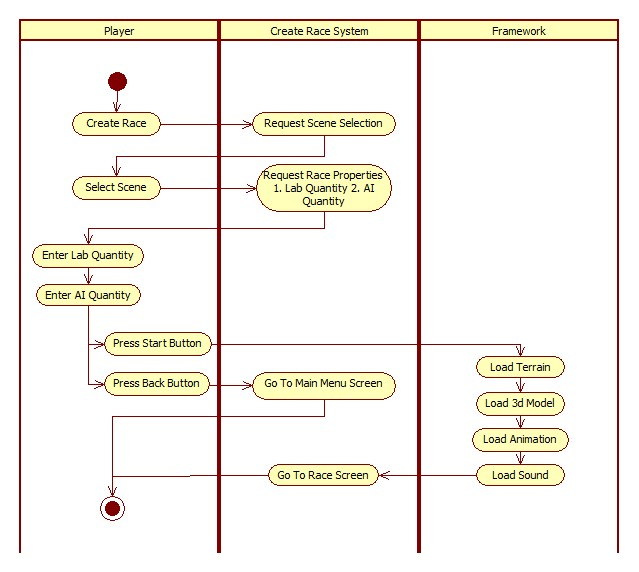 Player
Create Race System
Framework
Create Race
Request Scene Selection
Select Scene
Request Race Properties
1. Lab Quantity 2. AI
Quantity
Enter Lab Quantity
Enter AI Quantity
Press Start Button
Load Terrain
Press Back Button
Go To Main Menu Screen
Load 3d Model
Load Animation
Go To Race Screen
Load Sound